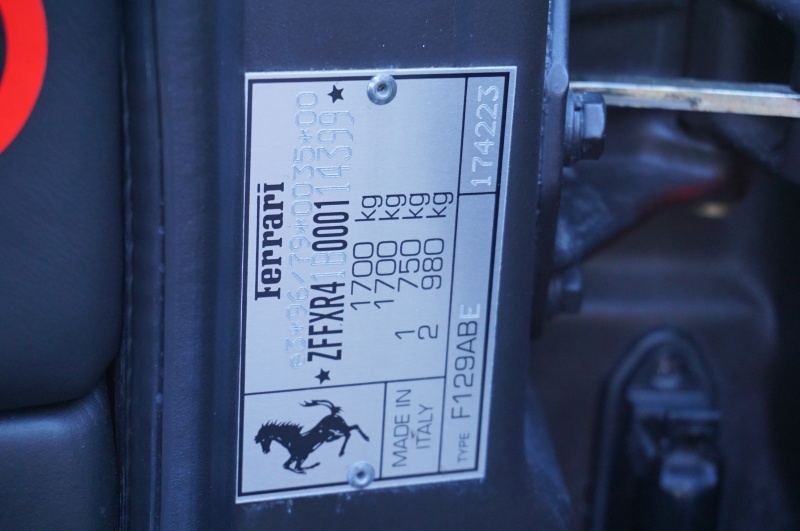 Ferrari
e3*96/79*0035*00
★ZFFXR41B000114399★
1700 kg
1700 kg
1 750 kg
2 980 kg
MADE IN
ITALY
TYPE F129ABE
174223